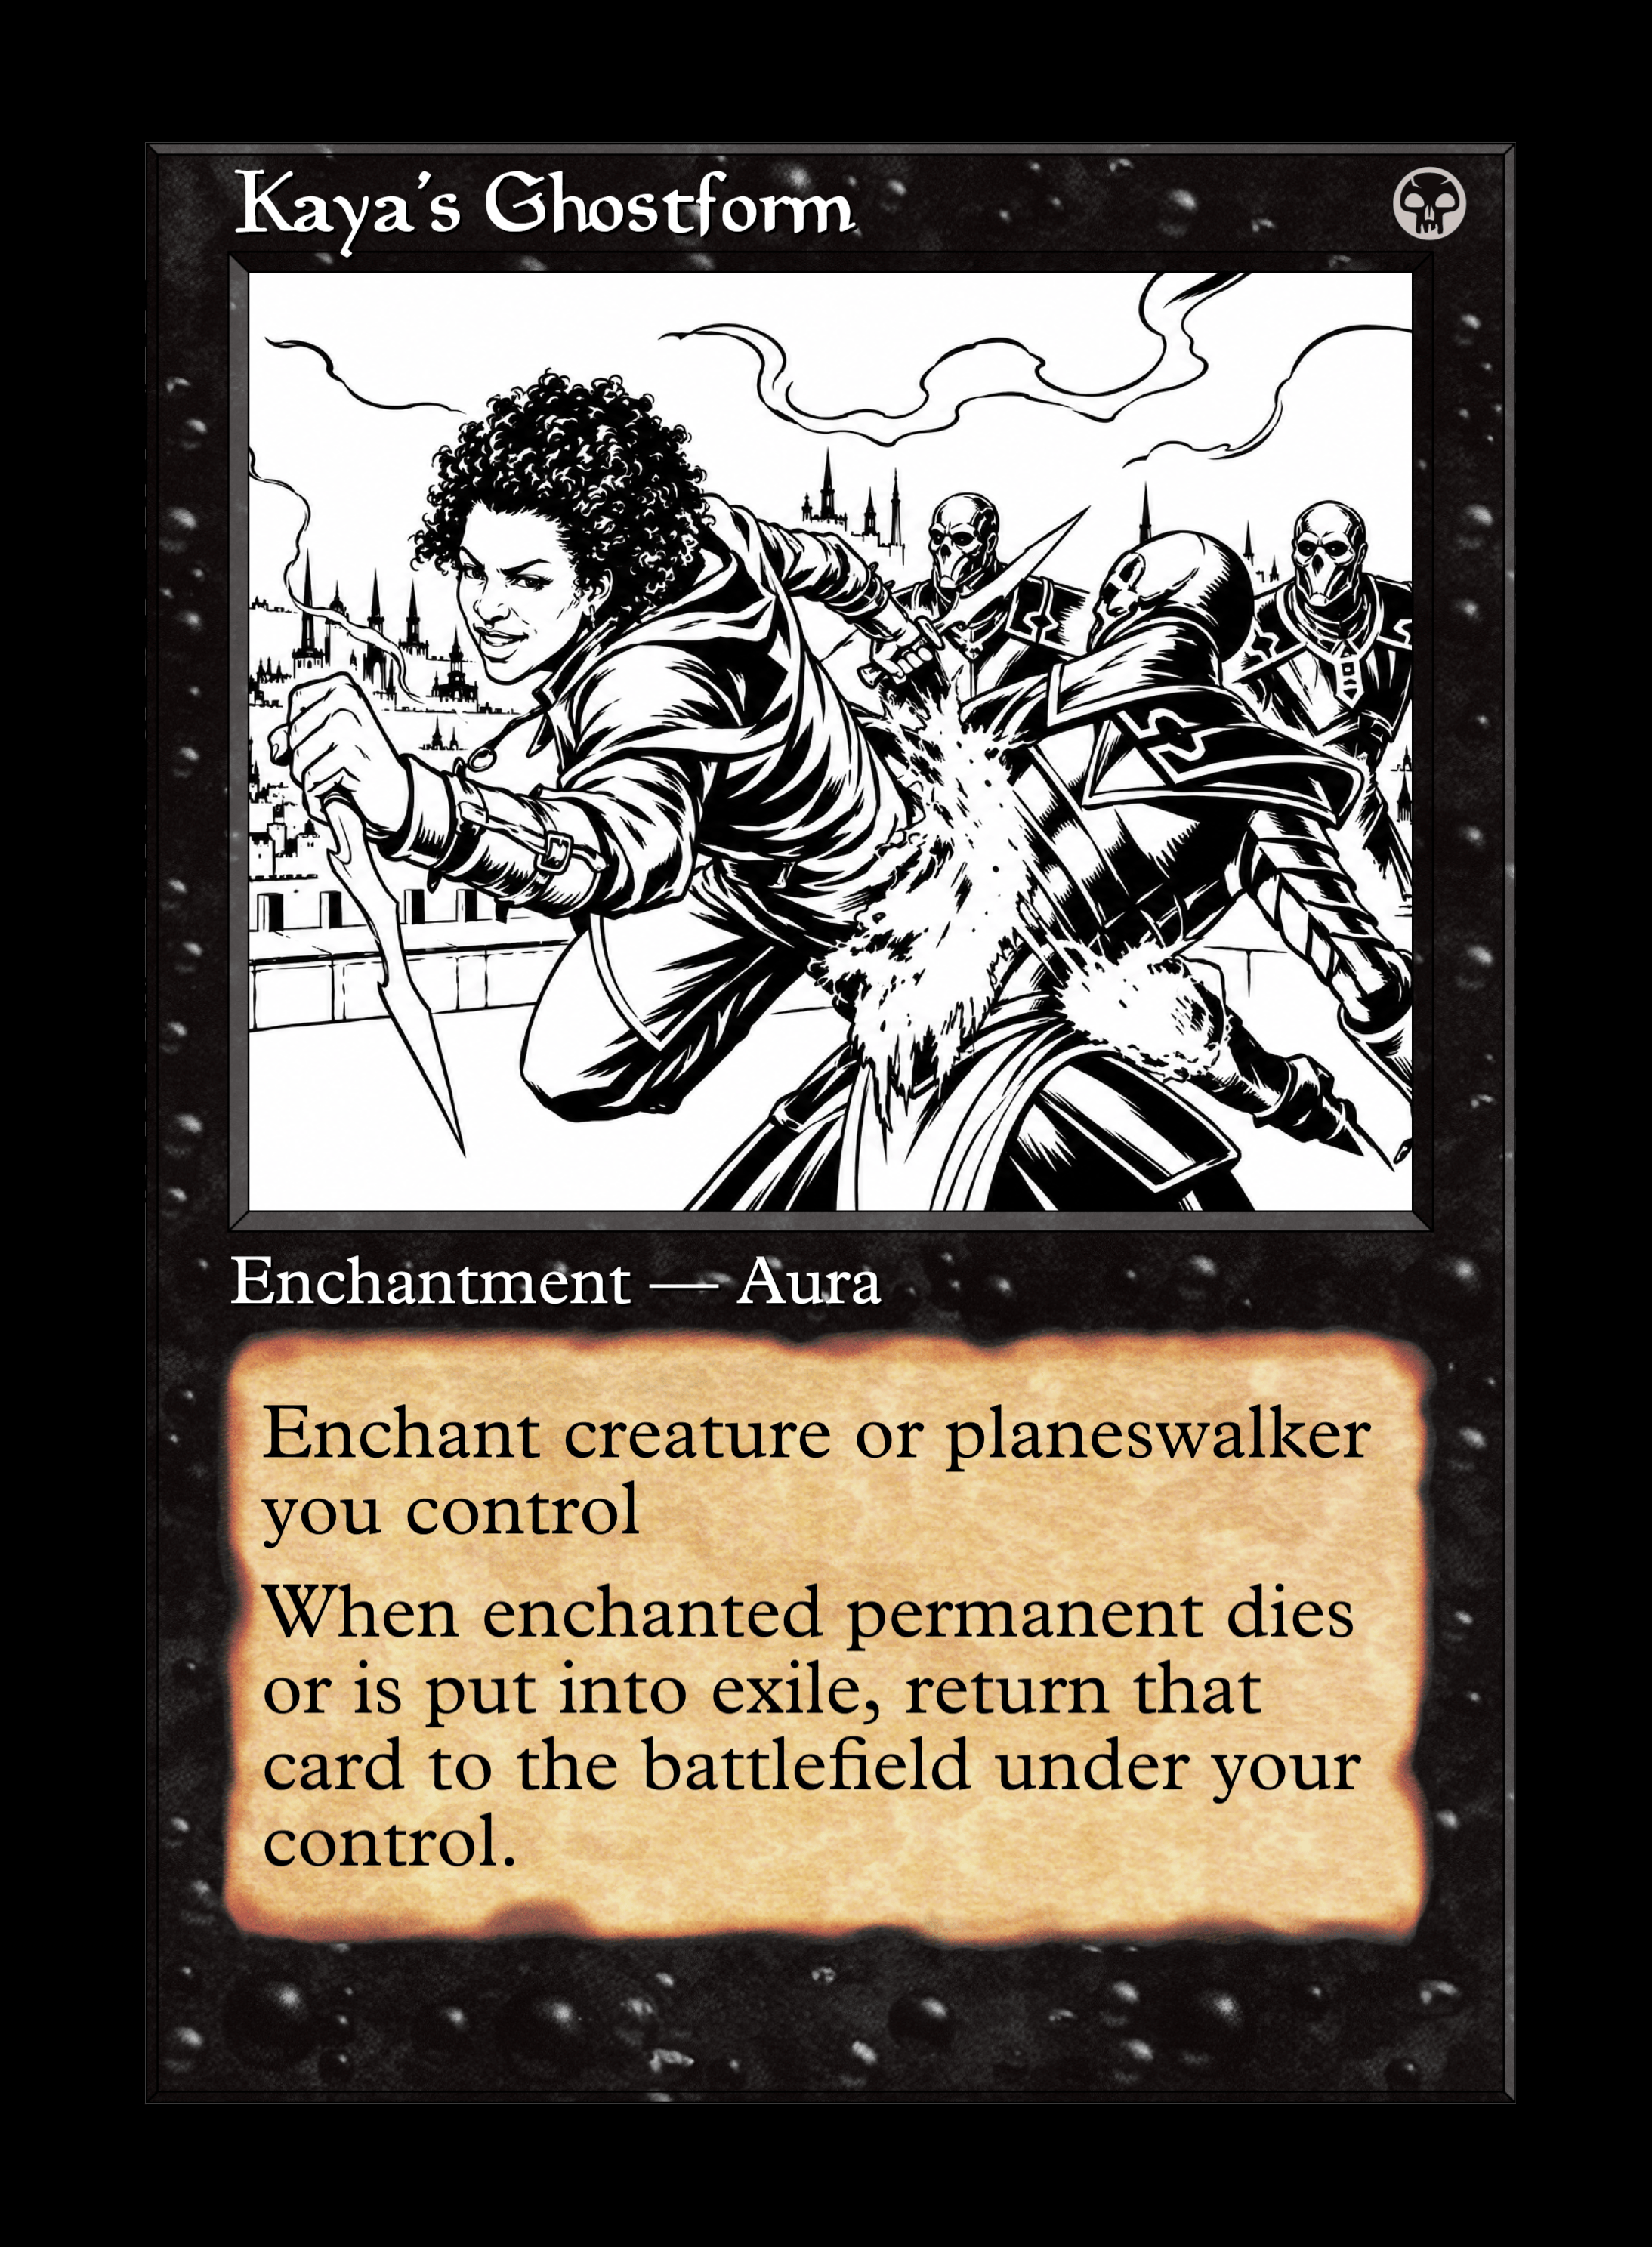 Kaya's Ghostform
Enchantment — Aura
Enchant creature or planeswalker
you control
When enchanted permanent dies
or is put into exile, return that
card to the battlefield under your
control.